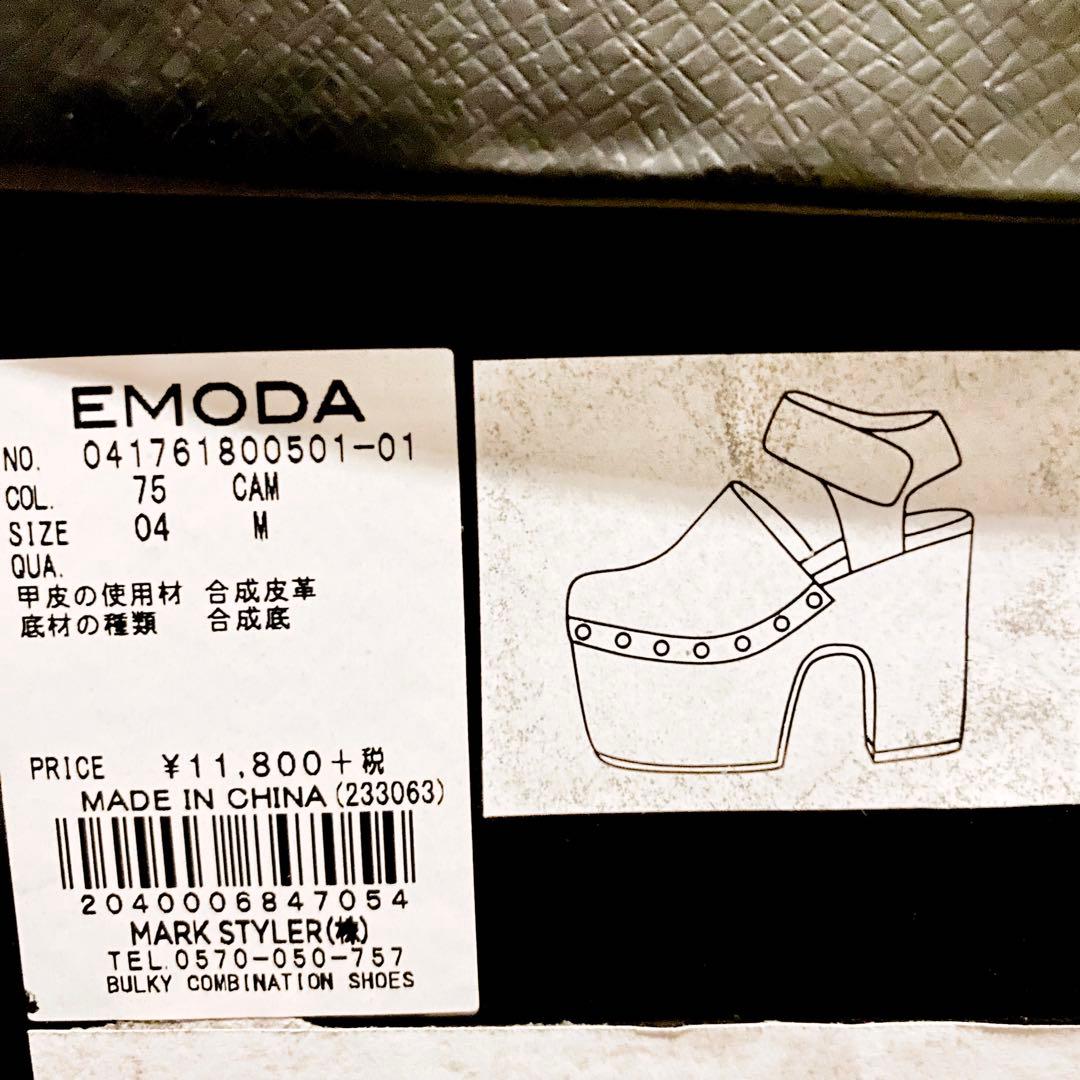 EMODA
NO. 041761800501-01
COL. 75 CAM
SIZE 04 M
QUA.
甲皮の使用材 合成皮革
底材の種類 合成底
PRICE ¥11,800+税
MADE IN CHINA (233063)
2040006847054
MARK STYLER(株)
TEL.0570-050-757
BULKY COMBINATION SHOES